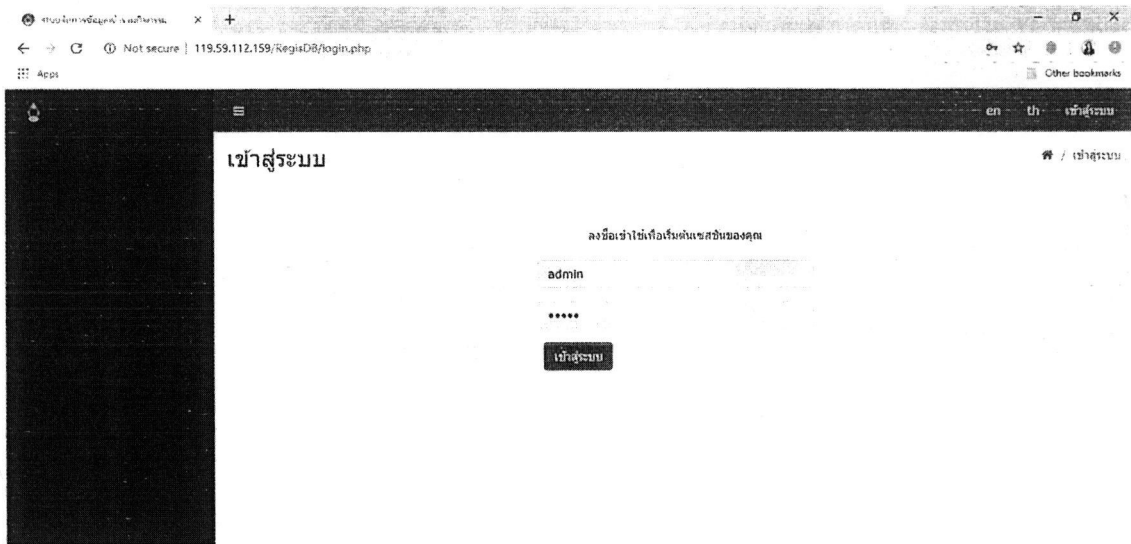 Not secure | 119.59.112.159/RegisDB/login.php
Apps
Other bookmarks
en th เข้าสู่ระบบ
เข้าสู่ระบบ
/ เข้าสู่ระบบ
ลงชื่อเข้าใช้เพื่อเริ่มต้นเซสชันของคุณ
admin
•••••
เข้าสู่ระบบ